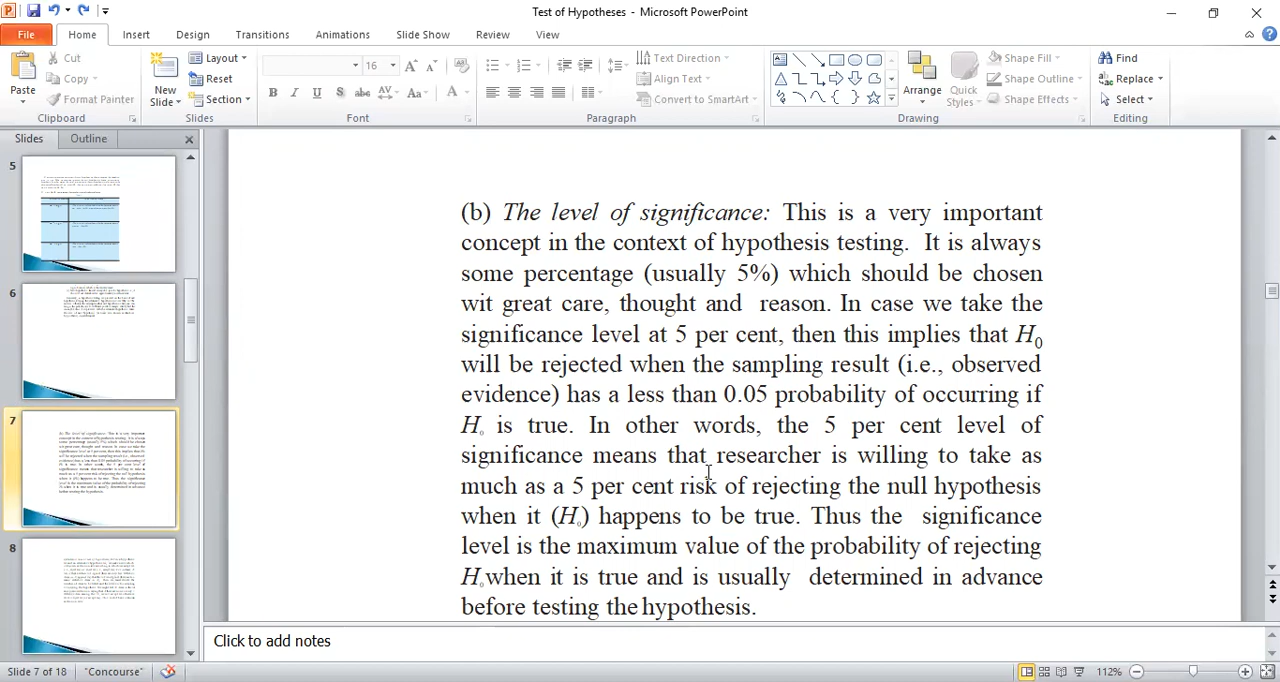 Test of Hypotheses - Microsoft PowerPoint
File Home Insert Design Transitions Animations Slide Show Review View
Cut Layout 16 Text Direction Shape Fill Find
Copy Reset Align Text Shape Outline Replace
Paste Format Painter New Slide Section B I U S abc AV Aa A Convert to SmartArt Arrange Quick Styles Shape Effects Select
Clipboard Slides Font Paragraph Drawing Editing
Slides Outline
5
6
7
8
(b) The level of significance: This is a very important
concept in the context of hypothesis testing. It is always
some percentage (usually 5%) which should be chosen
wit great care, thought and reason. In case we take the
significance level at 5 per cent, then this implies that H0
will be rejected when the sampling result (i.e., observed
evidence) has a less than 0.05 probability of occurring if
H0 is true. In other words, the 5 per cent level of
significance means that researcher is willing to take as
much as a 5 per cent risk of rejecting the null hypothesis
when it (H0) happens to be true. Thus the significance
level is the maximum value of the probability of rejecting
H0 when it is true and is usually determined in advance
before testing the hypothesis.
Click to add notes
Slide 7 of 18 "Concourse" 112%